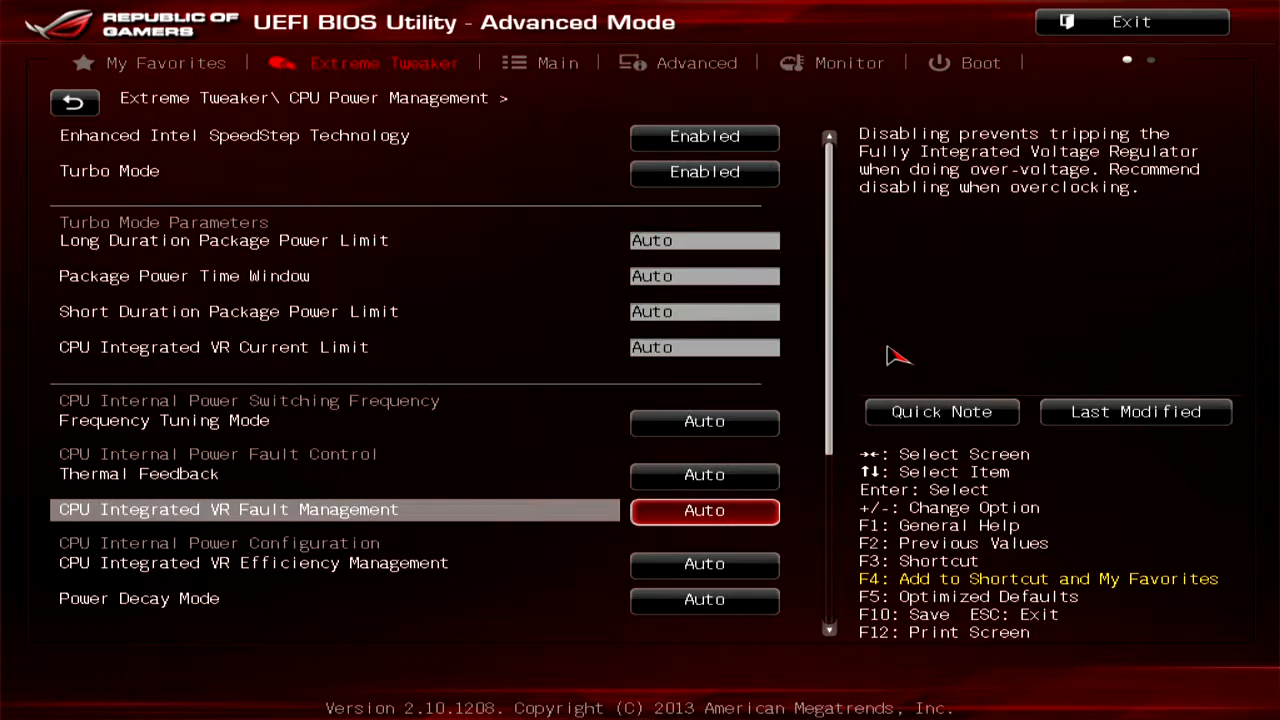 REPUBLIC OF
GAMERS
UEFI BIOS Utility - Advanced Mode
Exit
My Favorites
Extreme Tweaker
Main
Advanced
Monitor
Boot
Extreme Tweaker\ CPU Power Management >
Enhanced Intel SpeedStep Technology
Enabled
Turbo Mode
Enabled
Turbo Mode Parameters
Long Duration Package Power Limit
Auto
Package Power Time Window
Auto
Short Duration Package Power Limit
Auto
CPU Integrated VR Current Limit
Auto
CPU Internal Power Switching Frequency
Frequency Tuning Mode
Auto
CPU Internal Power Fault Control
Thermal Feedback
Auto
CPU Integrated VR Fault Management
Auto
CPU Internal Power Configuration
CPU Integrated VR Efficiency Management
Auto
Power Decay Mode
Auto
Disabling prevents tripping the
Fully Integrated Voltage Regulator
when doing over-voltage. Recommend
disabling when overclocking.
Quick Note
Last Modified
→←: Select Screen
↑↓: Select Item
Enter: Select
+/-: Change Option
F1: General Help
F2: Previous Values
F3: Shortcut
F4: Add to Shortcut and My Favorites
F5: Optimized Defaults
F10: Save ESC: Exit
F12: Print Screen
Version 2.10.1208. Copyright (C) 2013 American Megatrends, Inc.